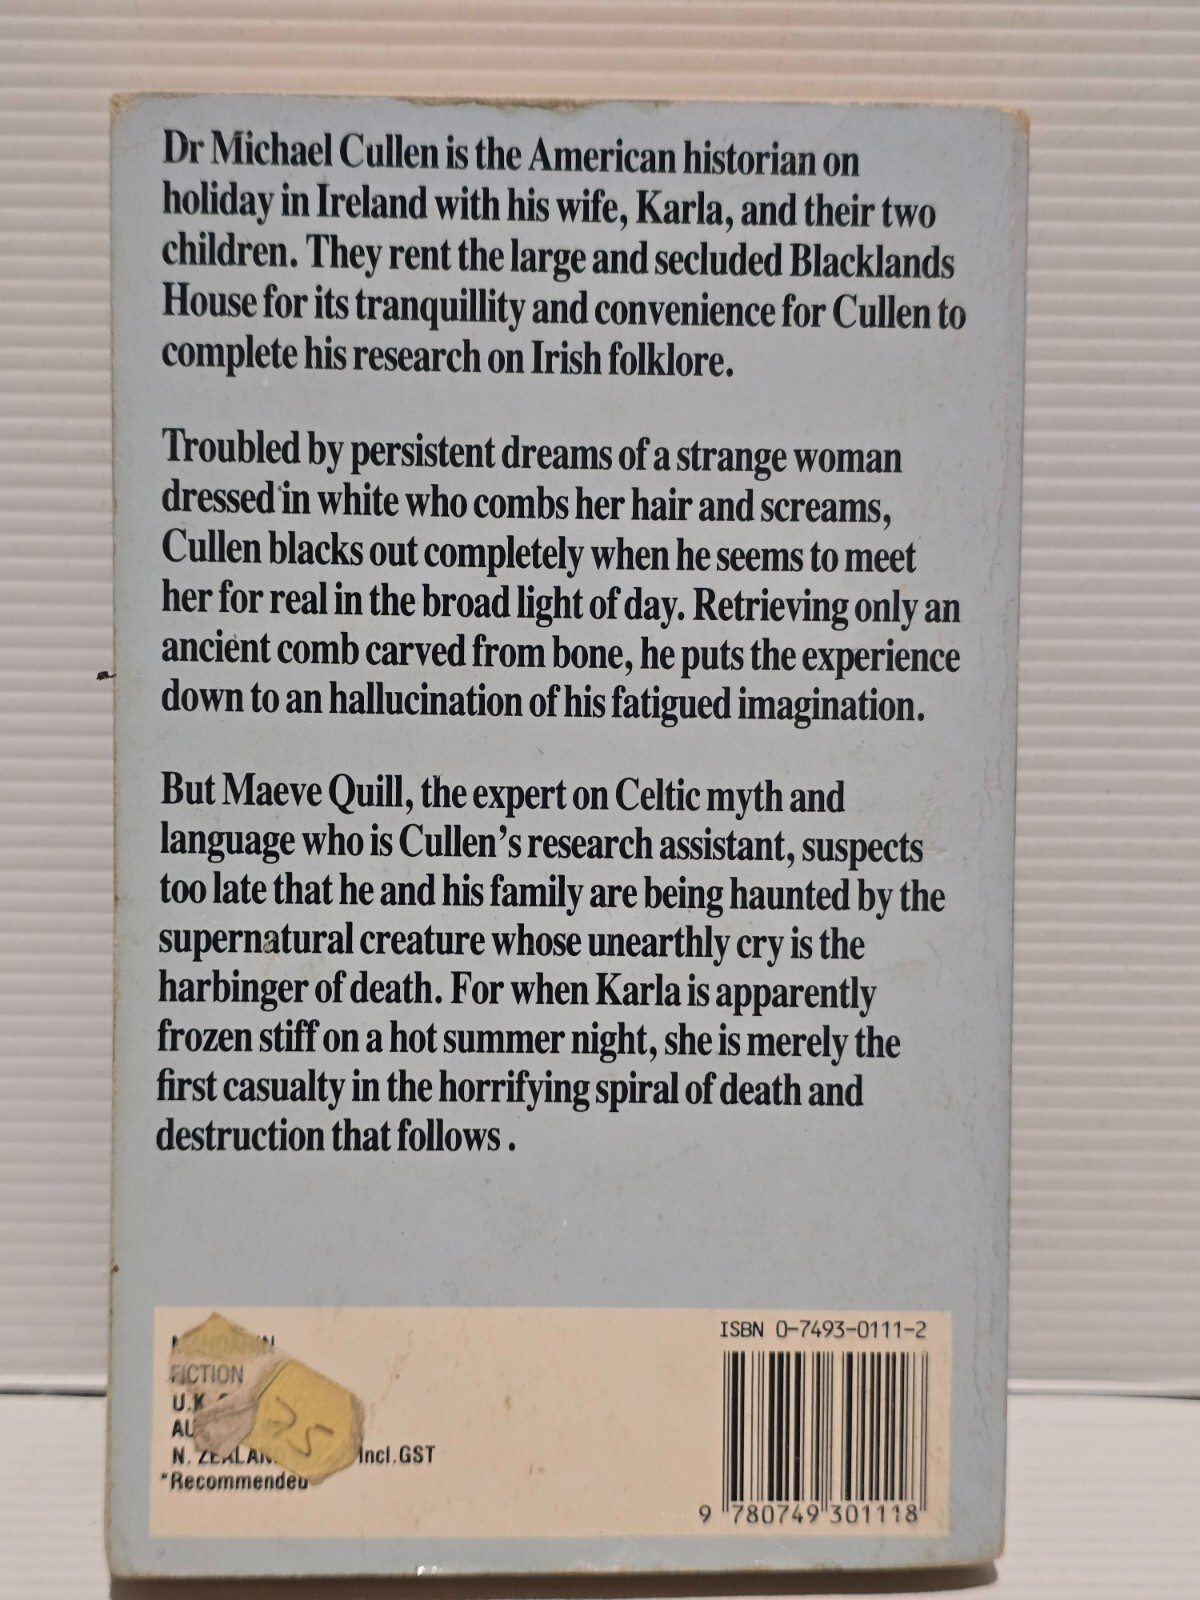 Dr Michael Cullen is the American historian on
holiday in Ireland with his wife, Karla, and their two
children. They rent the large and secluded Blacklands
House for its tranquillity and convenience for Cullen to
complete his research on Irish folklore.
Troubled by persistent dreams of a strange woman
dressed in white who combs her hair and screams,
Cullen blacks out completely when he seems to meet
her for real in the broad light of day. Retrieving only an
ancient comb carved from bone, he puts the experience
down to an hallucination of his fatigued imagination.
But Maeve Quill, the expert on Celtic myth and
language who is Cullen's research assistant, suspects
too late that he and his family are being haunted by the
supernatural creature whose unearthly cry is the
harbinger of death. For when Karla is apparently
frozen stiff on a hot summer night, she is merely the
first casualty in the horrifying spiral of death and
destruction that follows .
FICTION
U.K
N. ZEALAN Incl.GST
*Recommended
ISBN 0-7493-0111-2
9 780749 301118